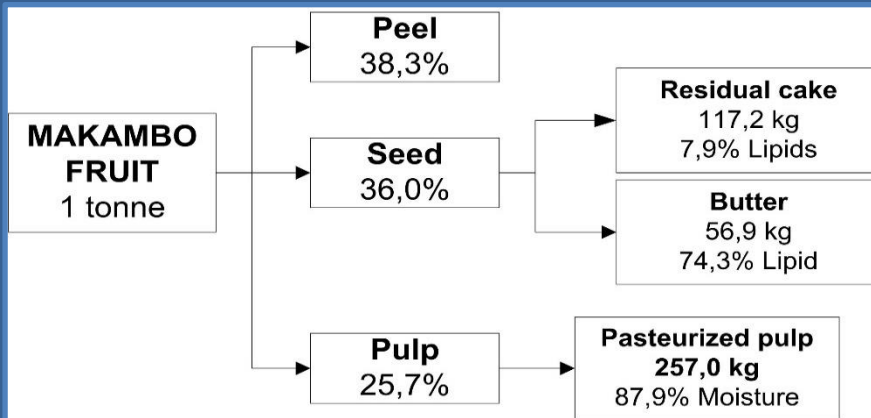 MAKAMBO
FRUIT
1 tonne
Peel
38,3%
Seed
36,0%
Residual cake
117,2 kg
7,9% Lipids
Butter
56,9 kg
74,3% Lipid
Pulp
25,7%
Pasteurized pulp
257,0 kg
87,9% Moisture